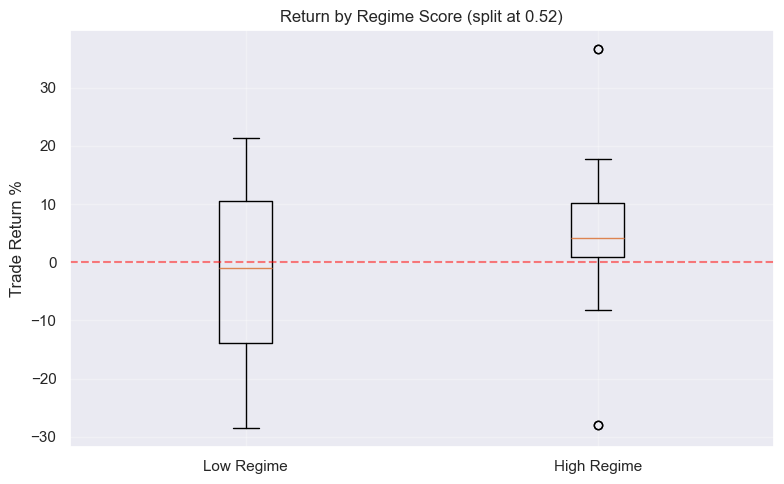 Return by Regime Score (split at 0.52)
Trade Return %
30
20
10
0
−10
−20
−30
Low Regime
High Regime